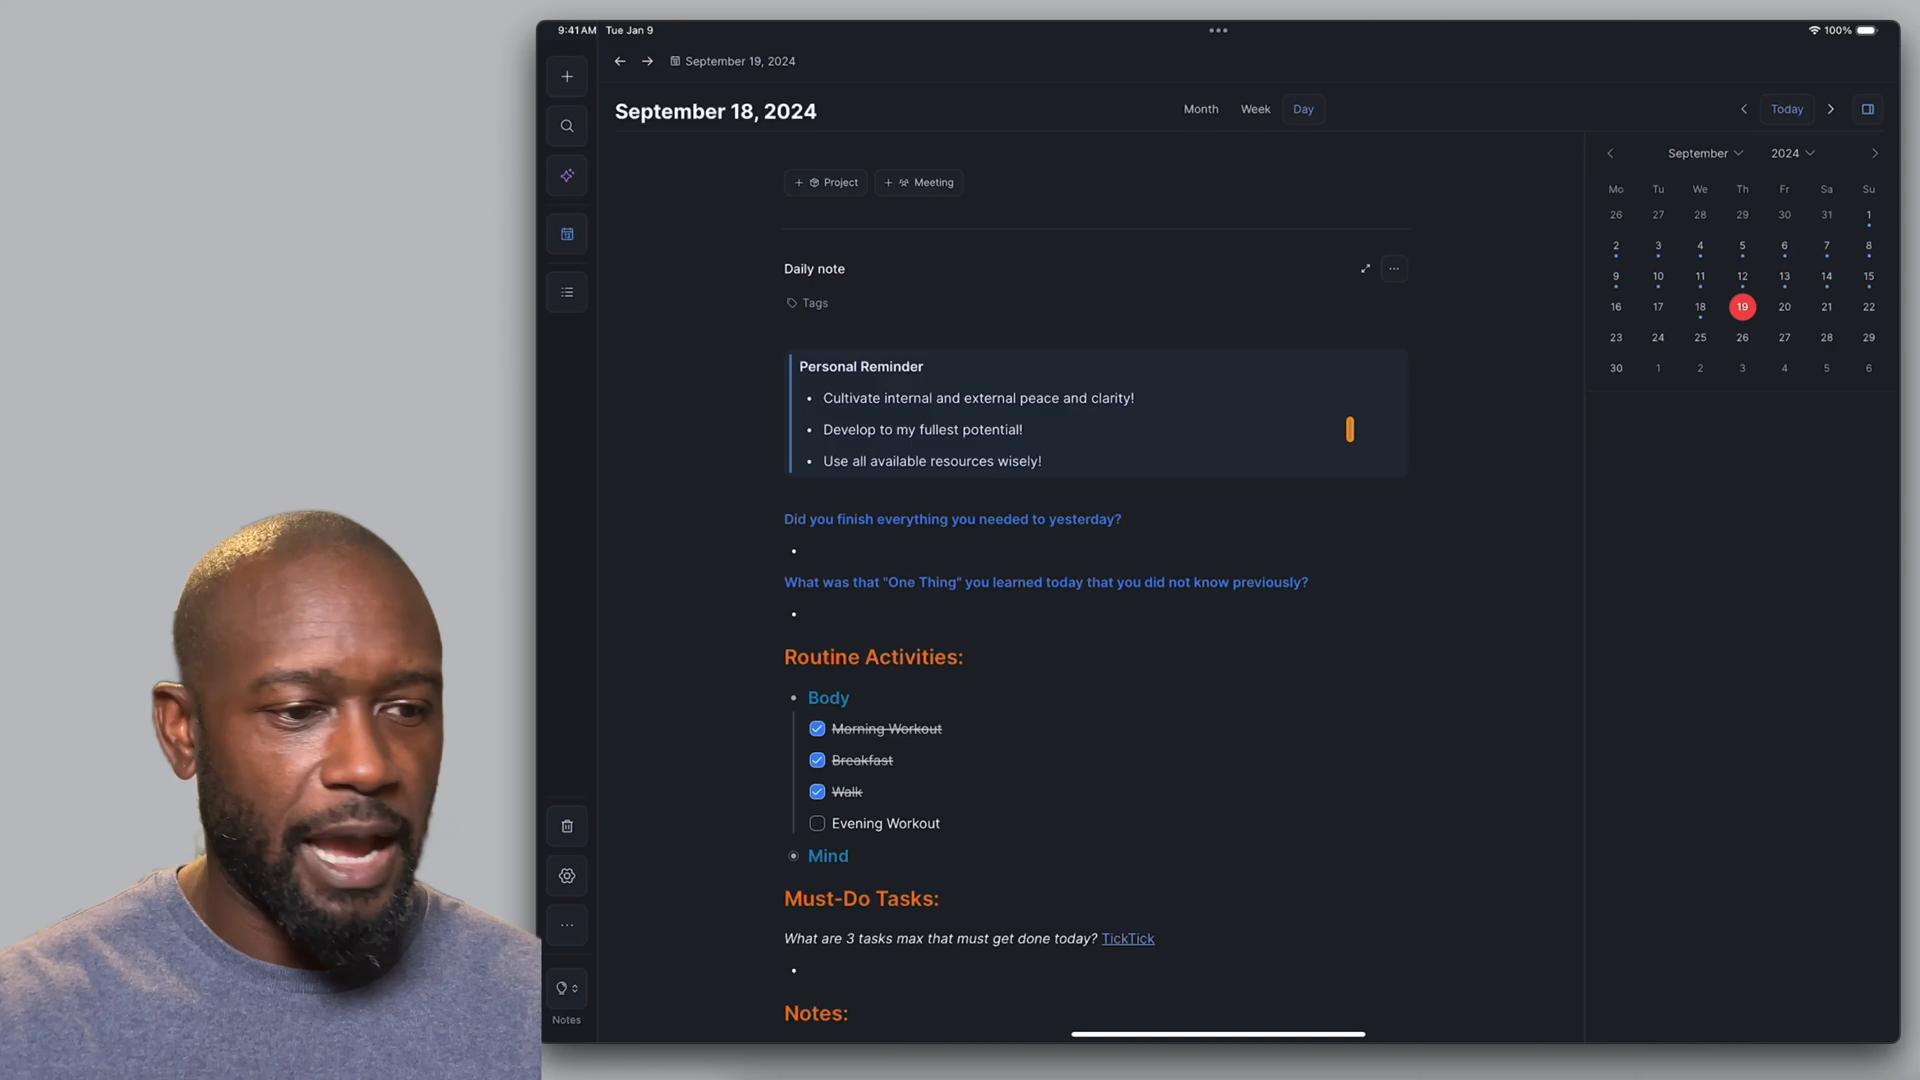 9:41 AM Tue Jan 9
100%
September 19, 2024
September 18, 2024
Month Week Day
Today
Project Meeting
Daily note
Tags
Personal Reminder
• Cultivate internal and external peace and clarity!
• Develop to my fullest potential!
• Use all available resources wisely!
Did you finish everything you needed to yesterday?
What was that "One Thing" you learned today that you did not know previously?
Routine Activities:
• Body
Morning Workout
Breakfast
Walk
Evening Workout
Mind
Must-Do Tasks:
What are 3 tasks max that must get done today? TickTick
Notes:
Notes
September 2024
Mo Tu We Th Fr Sa Su
26 27 28 29 30 31 1
2 3 4 5 6 7 8
9 10 11 12 13 14 15
16 17 18 19 20 21 22
23 24 25 26 27 28 29
30 1 2 3 4 5 6